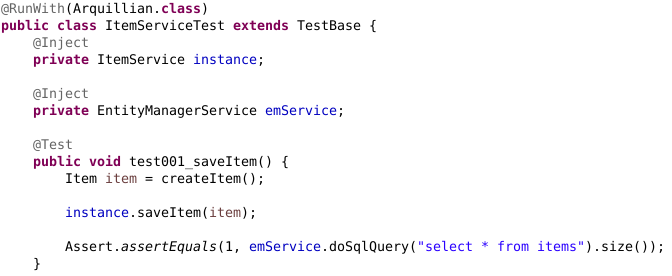 @RunWith(Arquillian.class)
public class ItemServiceTest extends TestBase {
@Inject
private ItemService instance;
@Inject
private EntityManagerService emService;
@Test
public void test001_saveItem() {
Item item = createItem();
instance.saveItem(item);
Assert.assertEquals(1, emService.doSqlQuery("select * from items").size());
}